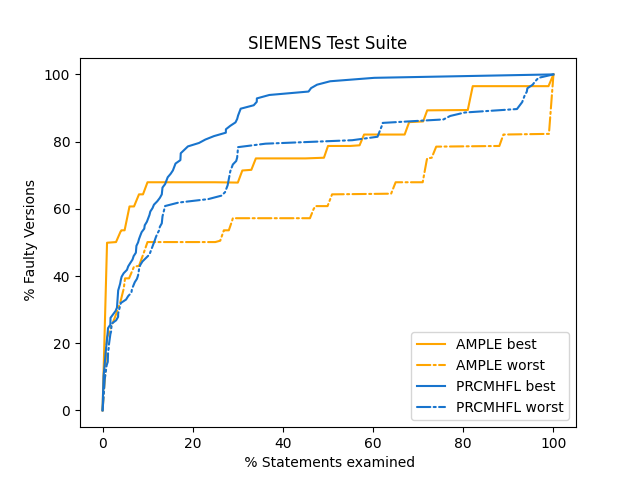 SIEMENS Test Suite
% Faulty Versions
100
80
60
40
20
0
0 20 40 60 80 100
% Statements examined
AMPLE best
AMPLE worst
PRCMHFL best
PRCMHFL worst